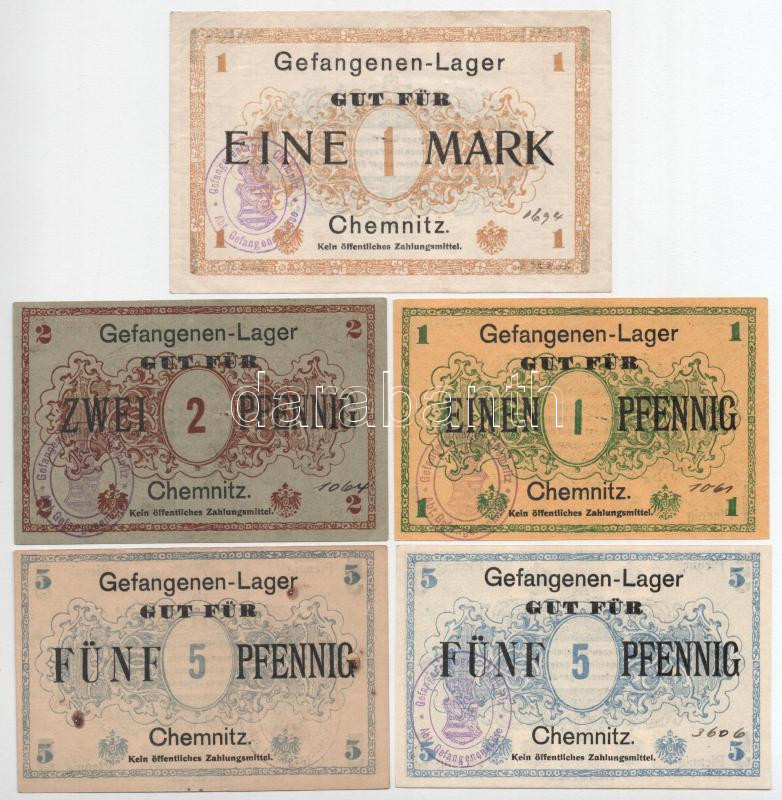 1 1
Gefangenen-Lager
GUT FÜR
EINE 1 MARK
Chemnitz.
0694
Kein öffentliches Zahlungsmittel.
1 1
2 2
Gefangenen-Lager
GUT FÜR
ZWEI 2 PFENNIG
Chemnitz.
1064
Kein öffentliches Zahlungsmittel.
2 2
1 1
Gefangenen-Lager
GUT FÜR
EINEN 1 PFENNIG
Chemnitz.
1061
Kein öffentliches Zahlungsmittel.
1 1
darabanth
5 5
Gefangenen-Lager
GUT FÜR
FÜNF 5 PFENNIG
Chemnitz.
Kein öffentliches Zahlungsmittel.
5 5
5 5
Gefangenen-Lager
GUT FÜR
FÜNF 5 PFENNIG
Chemnitz.
3606
Kein öffentliches Zahlungsmittel.
5 5